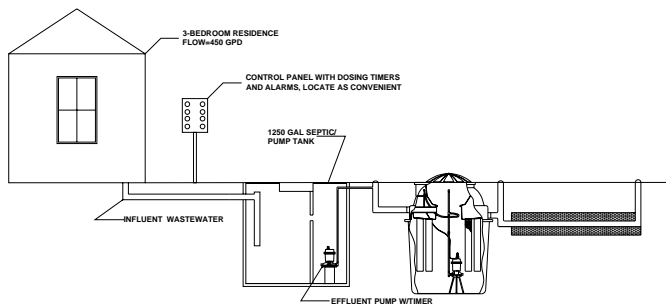 3-BEDROOM RESIDENCE
FLOW=450 GPD
CONTROL PANEL WITH DOSING TIMERS
AND ALARMS, LOCATE AS CONVENIENT
1250 GAL SEPTIC/
PUMP TANK
INFLUENT WASTEWATER
EFFLUENT PUMP W/TIMER